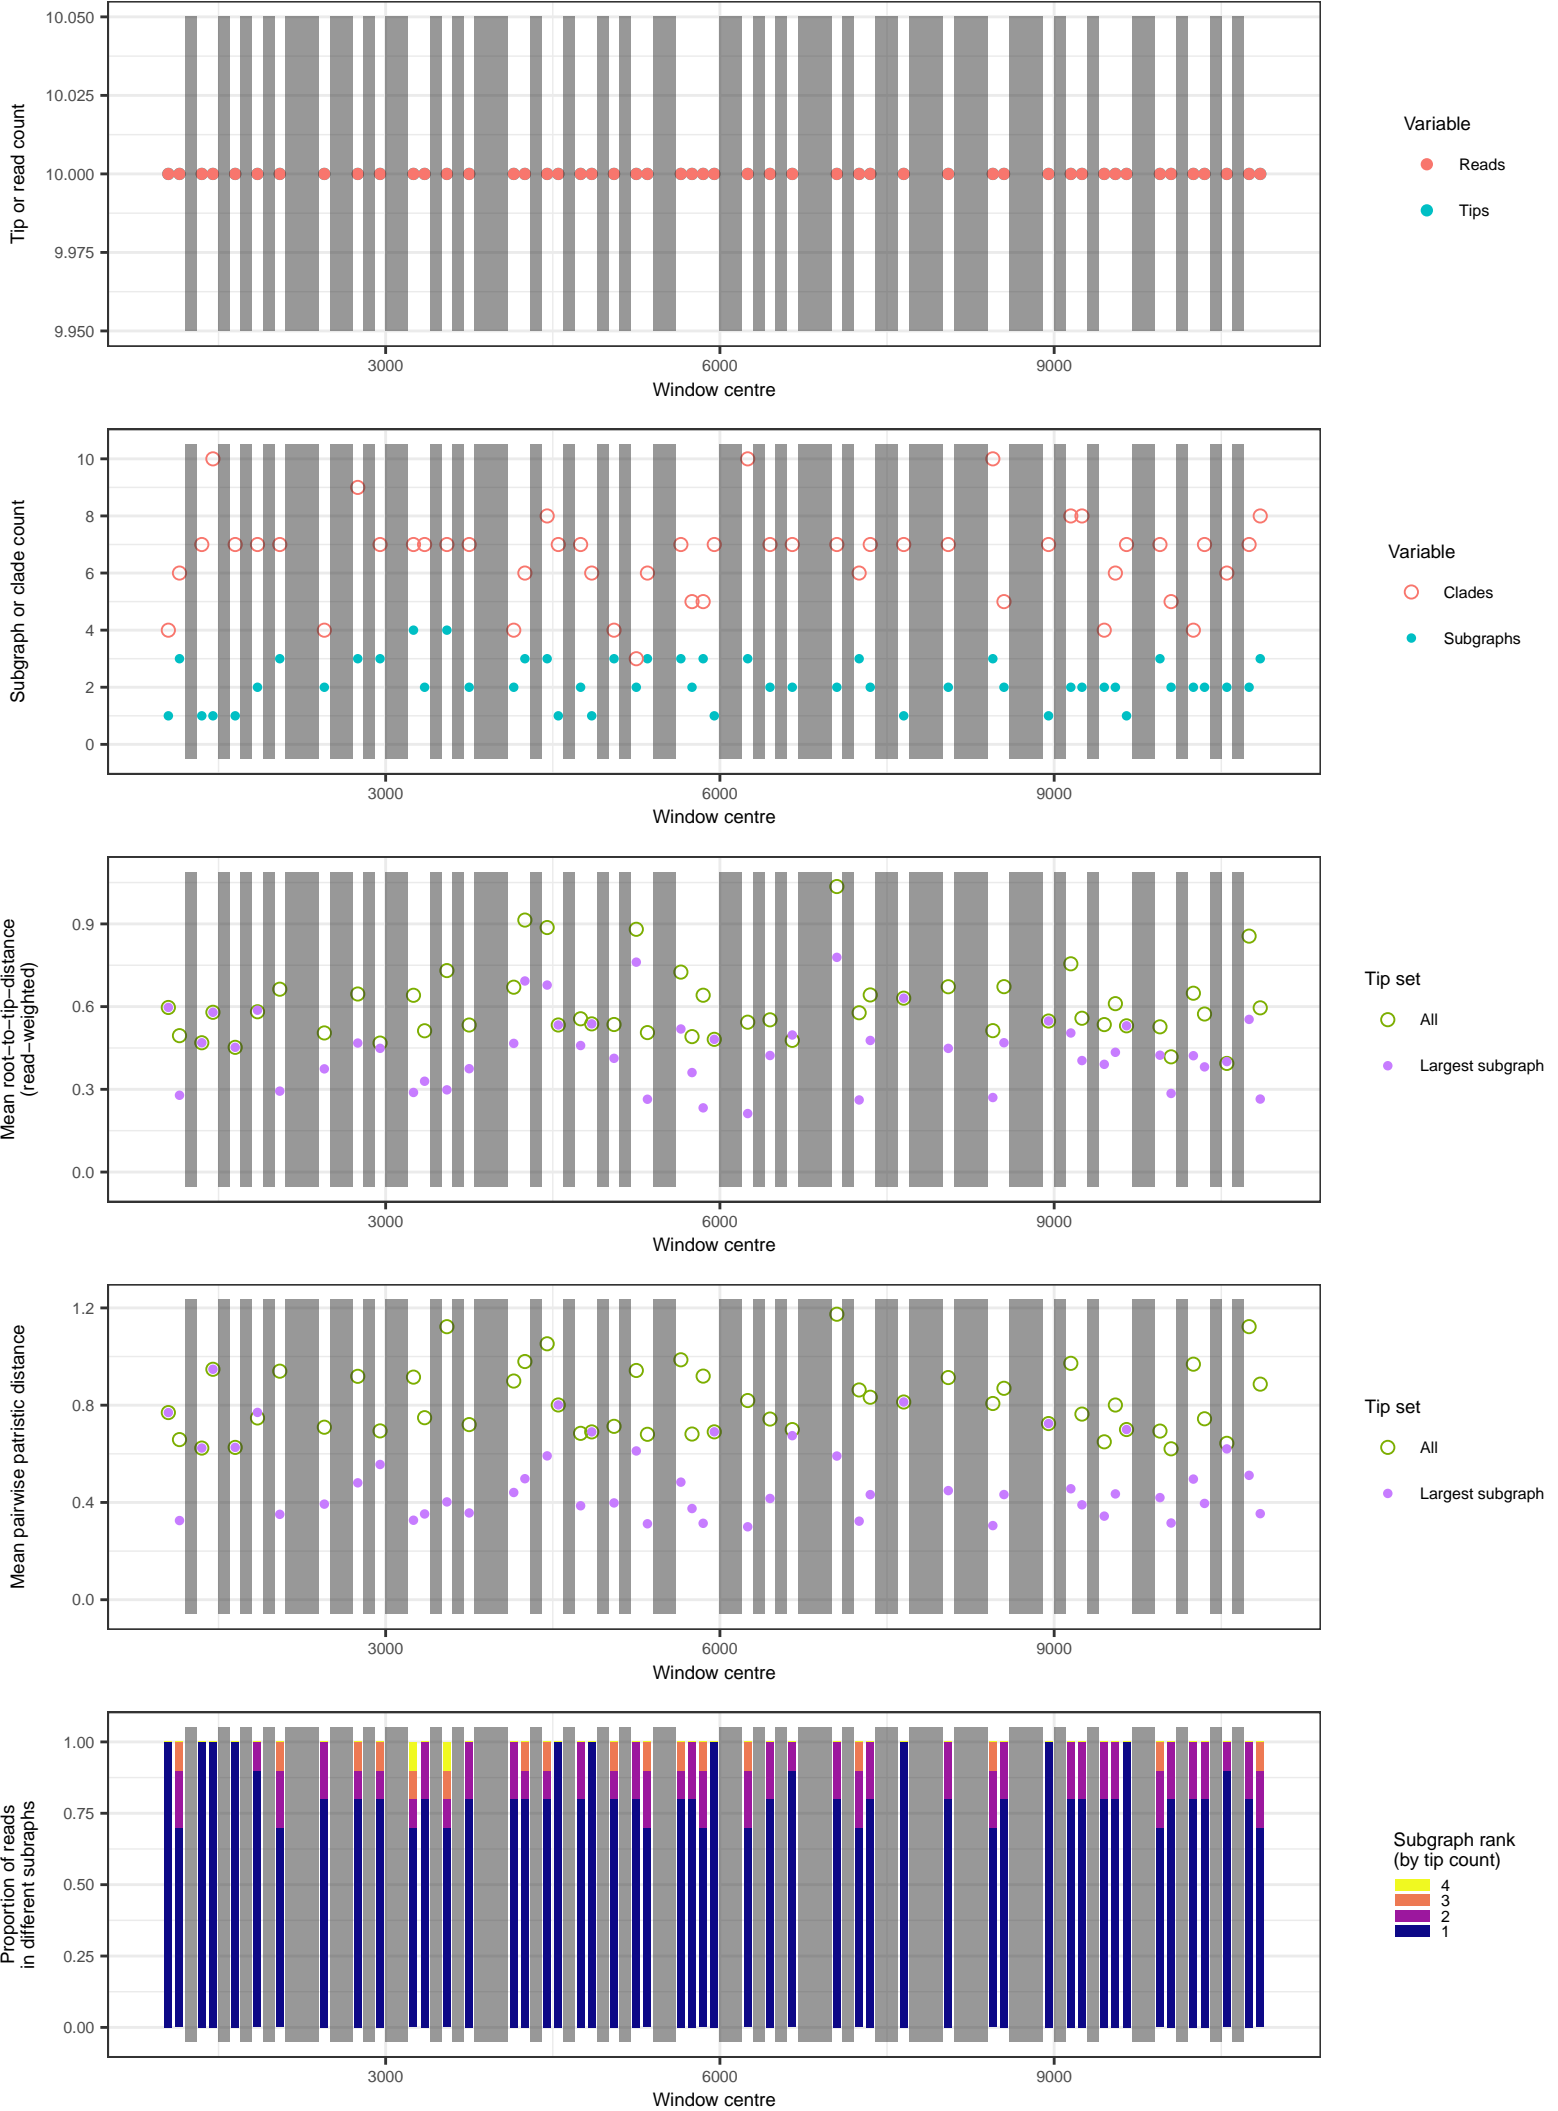 10.050
10.025
10.000
9.975
9.950
Tip or read count
3000 6000 9000
Window centre
Variable
Reads
Tips
10
8
6
4
2
0
Subgraph or clade count
3000 6000 9000
Window centre
Variable
Clades
Subgraphs
0.9
0.6
0.3
0.0
Mean root−to−tip−distance
(read−weighted)
3000 6000 9000
Window centre
Tip set
All
Largest subgraph
1.2
0.8
0.4
0.0
Mean pairwise patristic distance
3000 6000 9000
Window centre
Tip set
All
Largest subgraph
1.00
0.75
0.50
0.25
0.00
Proportion of reads
in different subraphs
3000 6000 9000
Window centre
Subgraph rank
(by tip count)
4
3
2
1